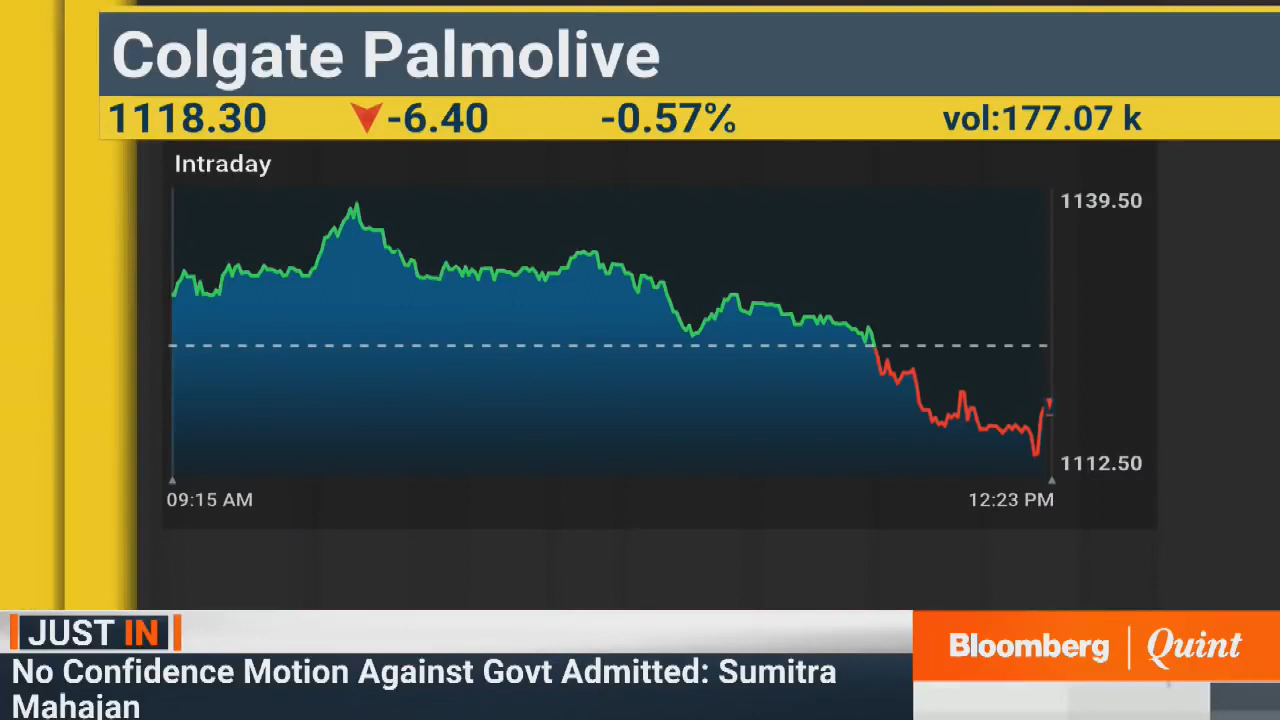 Colgate Palmolive
1118.30 -6.40 -0.57% vol:177.07 k
Intraday
1139.50
1112.50
09:15 AM 12:23 PM
JUST IN
No Confidence Motion Against Govt Admitted: Sumitra
Mahajan
Bloomberg | Quint